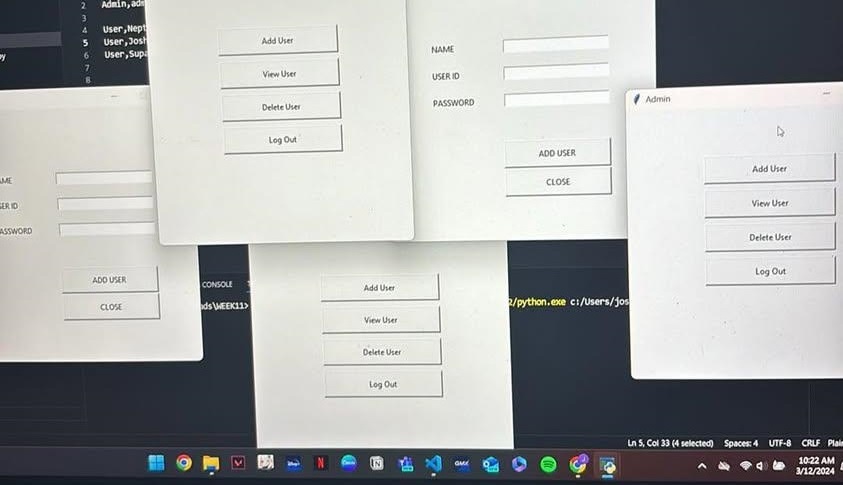 2 Admin,adm
3
4 User,Nept
5 User,Josh
6 User,Supa
7
8
Add User
View User
Delete User
Log Out
NAME
USER ID
PASSWORD
ADD USER
CLOSE
Admin
Add User
View User
Delete User
Log Out
AME
SER ID
ASSWORD
ADD USER
CLOSE
CONSOLE
ds\WEEK11>
Add User
View User
Delete User
Log Out
2/python.exe c:/Users/jos
Ln 5, Col 33 (4 selected) Spaces: 4 UTF-8 CRLF Plai
10:22 AM
3/12/2024